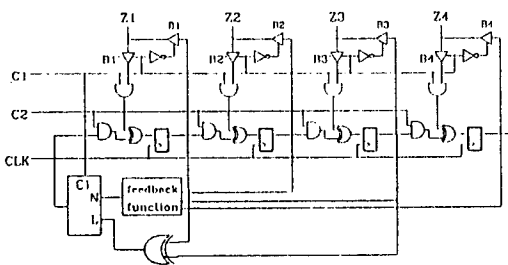 Z1 Z2 Z3 Z4
B1 B2 B3 B4
B1 B2 B3 B4
C1
C2
CLK
C1
N feedback
function